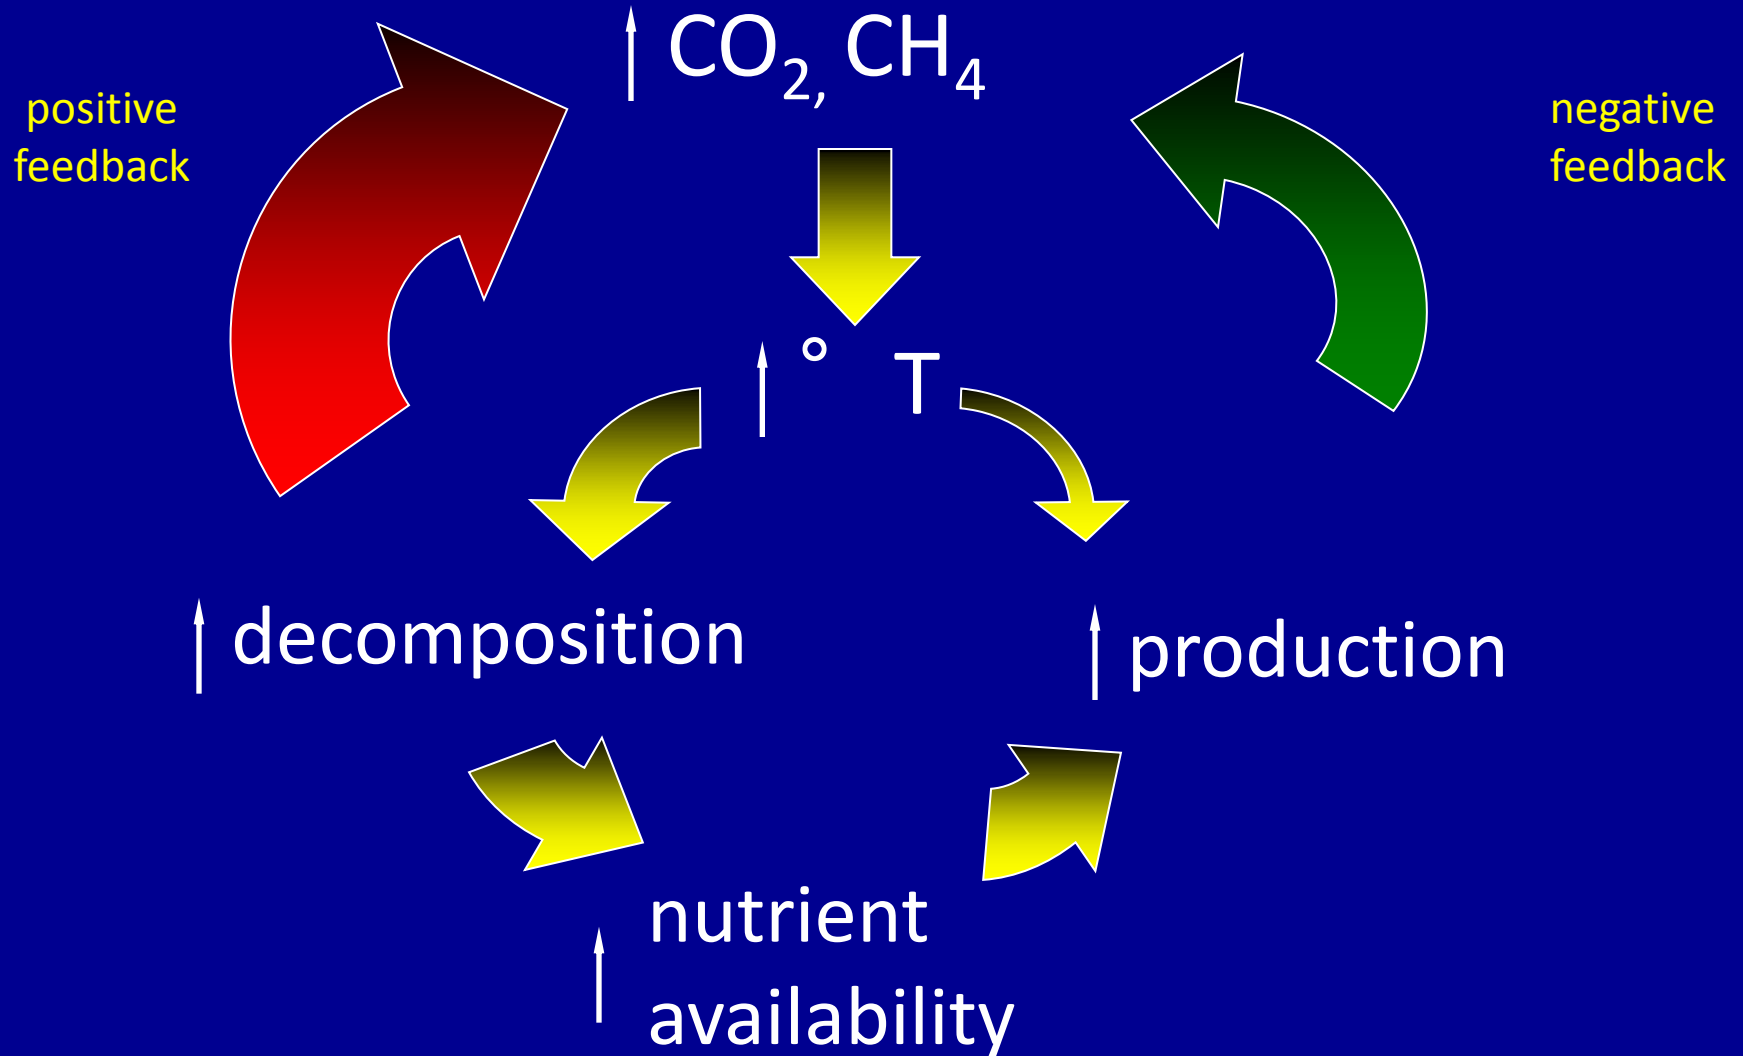 CO₂, CH₄
positive
feedback
negative
feedback
° T
decomposition
production
nutrient
availability